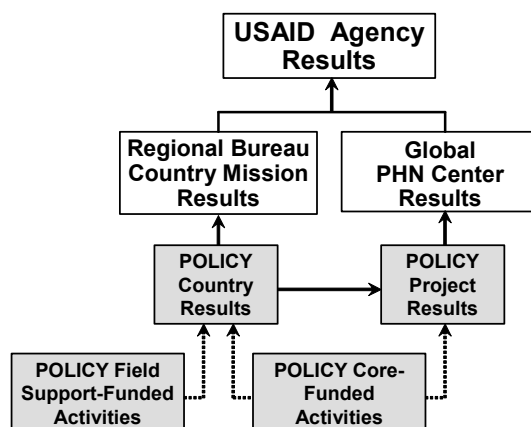 USAID Agency
Results
Regional Bureau
Country Mission
Results
Global
PHN Center
Results
POLICY
Country
Results
POLICY
Project
Results
POLICY Field
Support-Funded
Activities
POLICY Core-
Funded
Activities